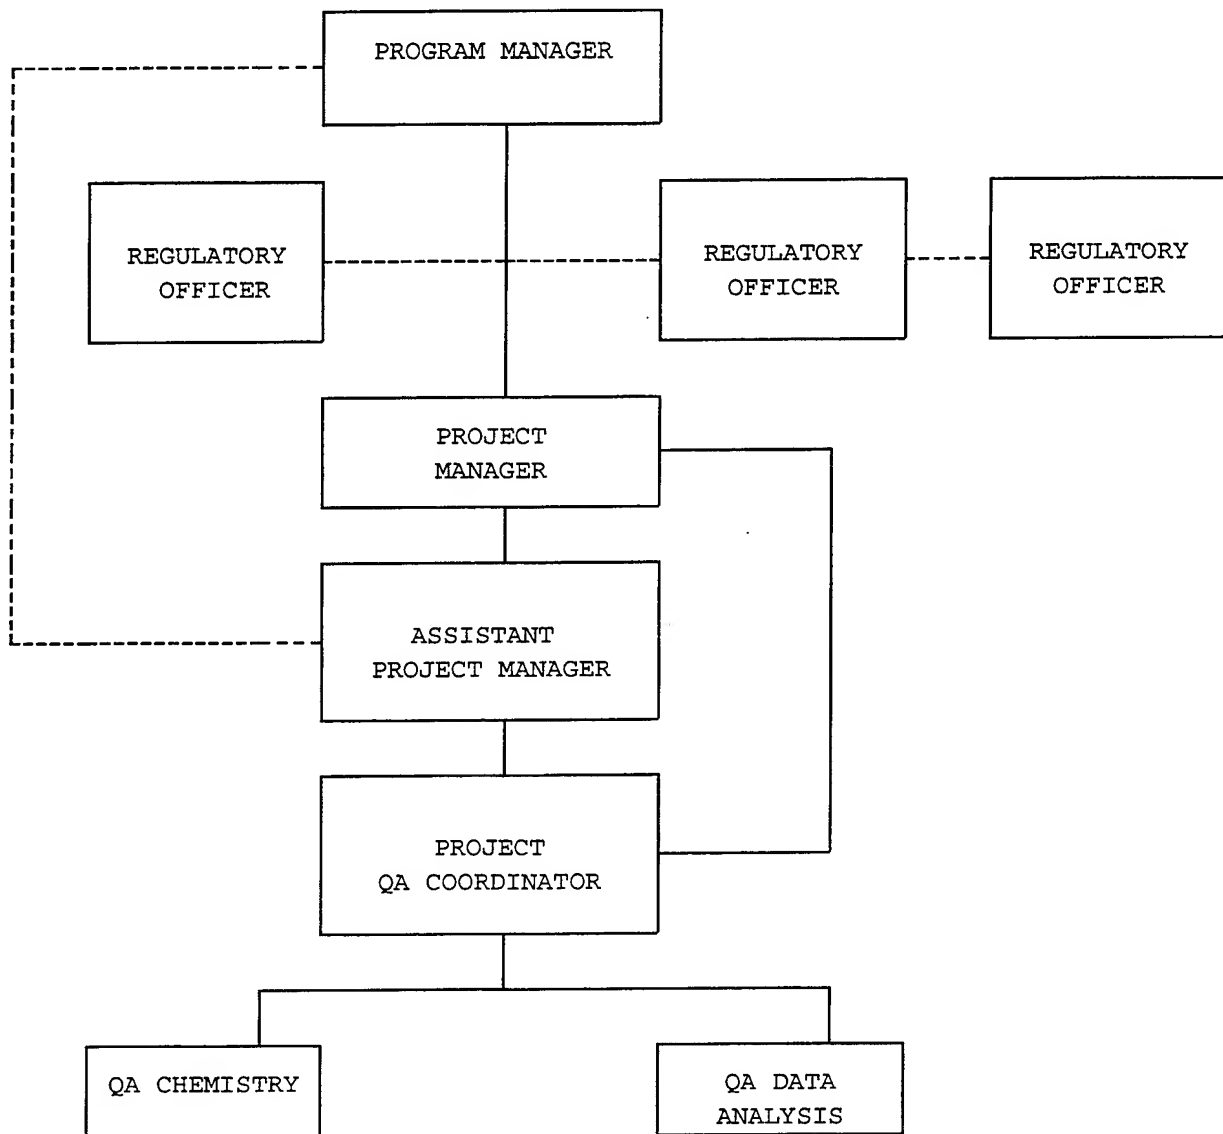 PROGRAM MANAGER
REGULATORY
OFFICER
REGULATORY
OFFICER
REGULATORY
OFFICER
PROJECT
MANAGER
ASSISTANT
PROJECT MANAGER
PROJECT
QA COORDINATOR
QA CHEMISTRY
QA DATA
ANALYSIS